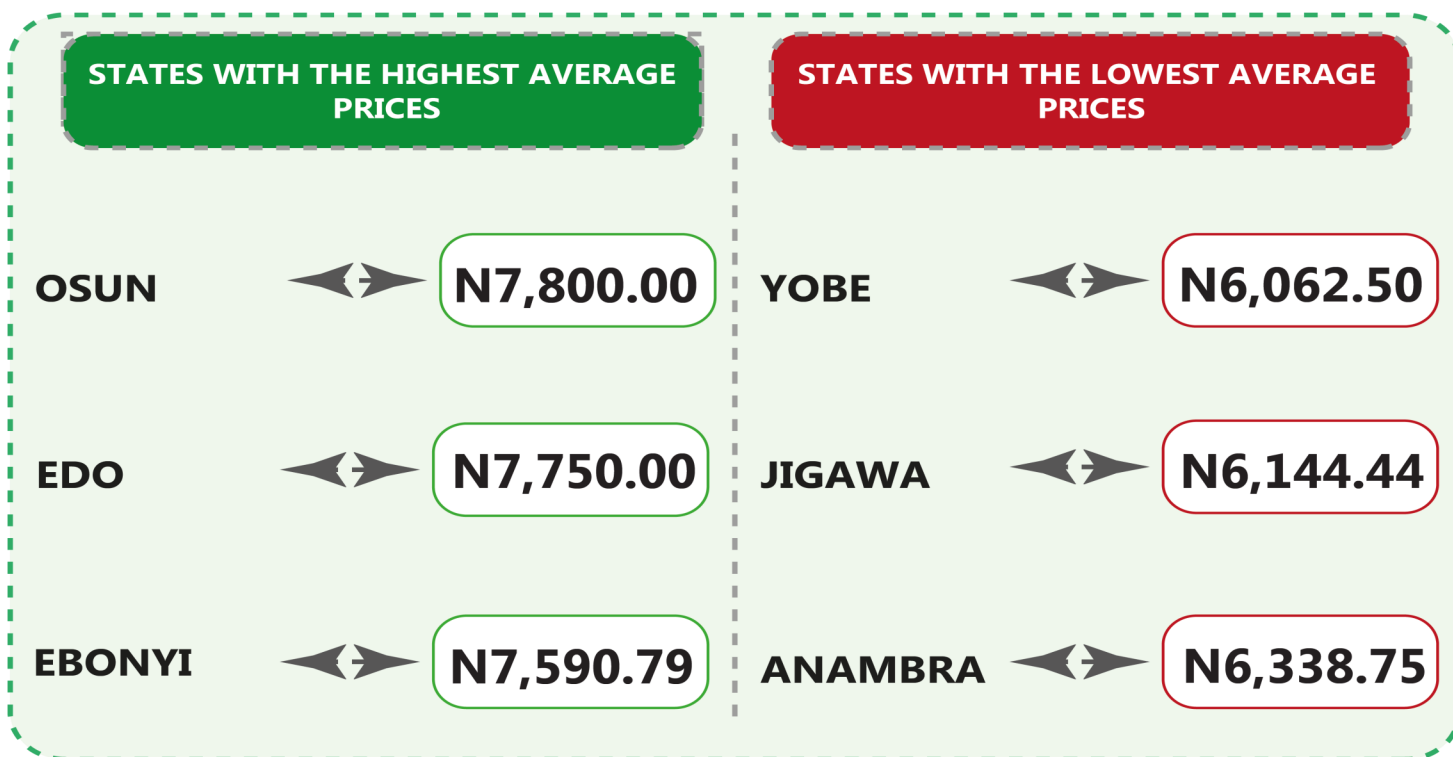 STATES WITH THE HIGHEST AVERAGE
PRICES
OSUN N7,800.00
EDO N7,750.00
EBONYI N7,590.79
STATES WITH THE LOWEST AVERAGE
PRICES
YOBE N6,062.50
JIGAWA N6,144.44
ANAMBRA N6,338.75